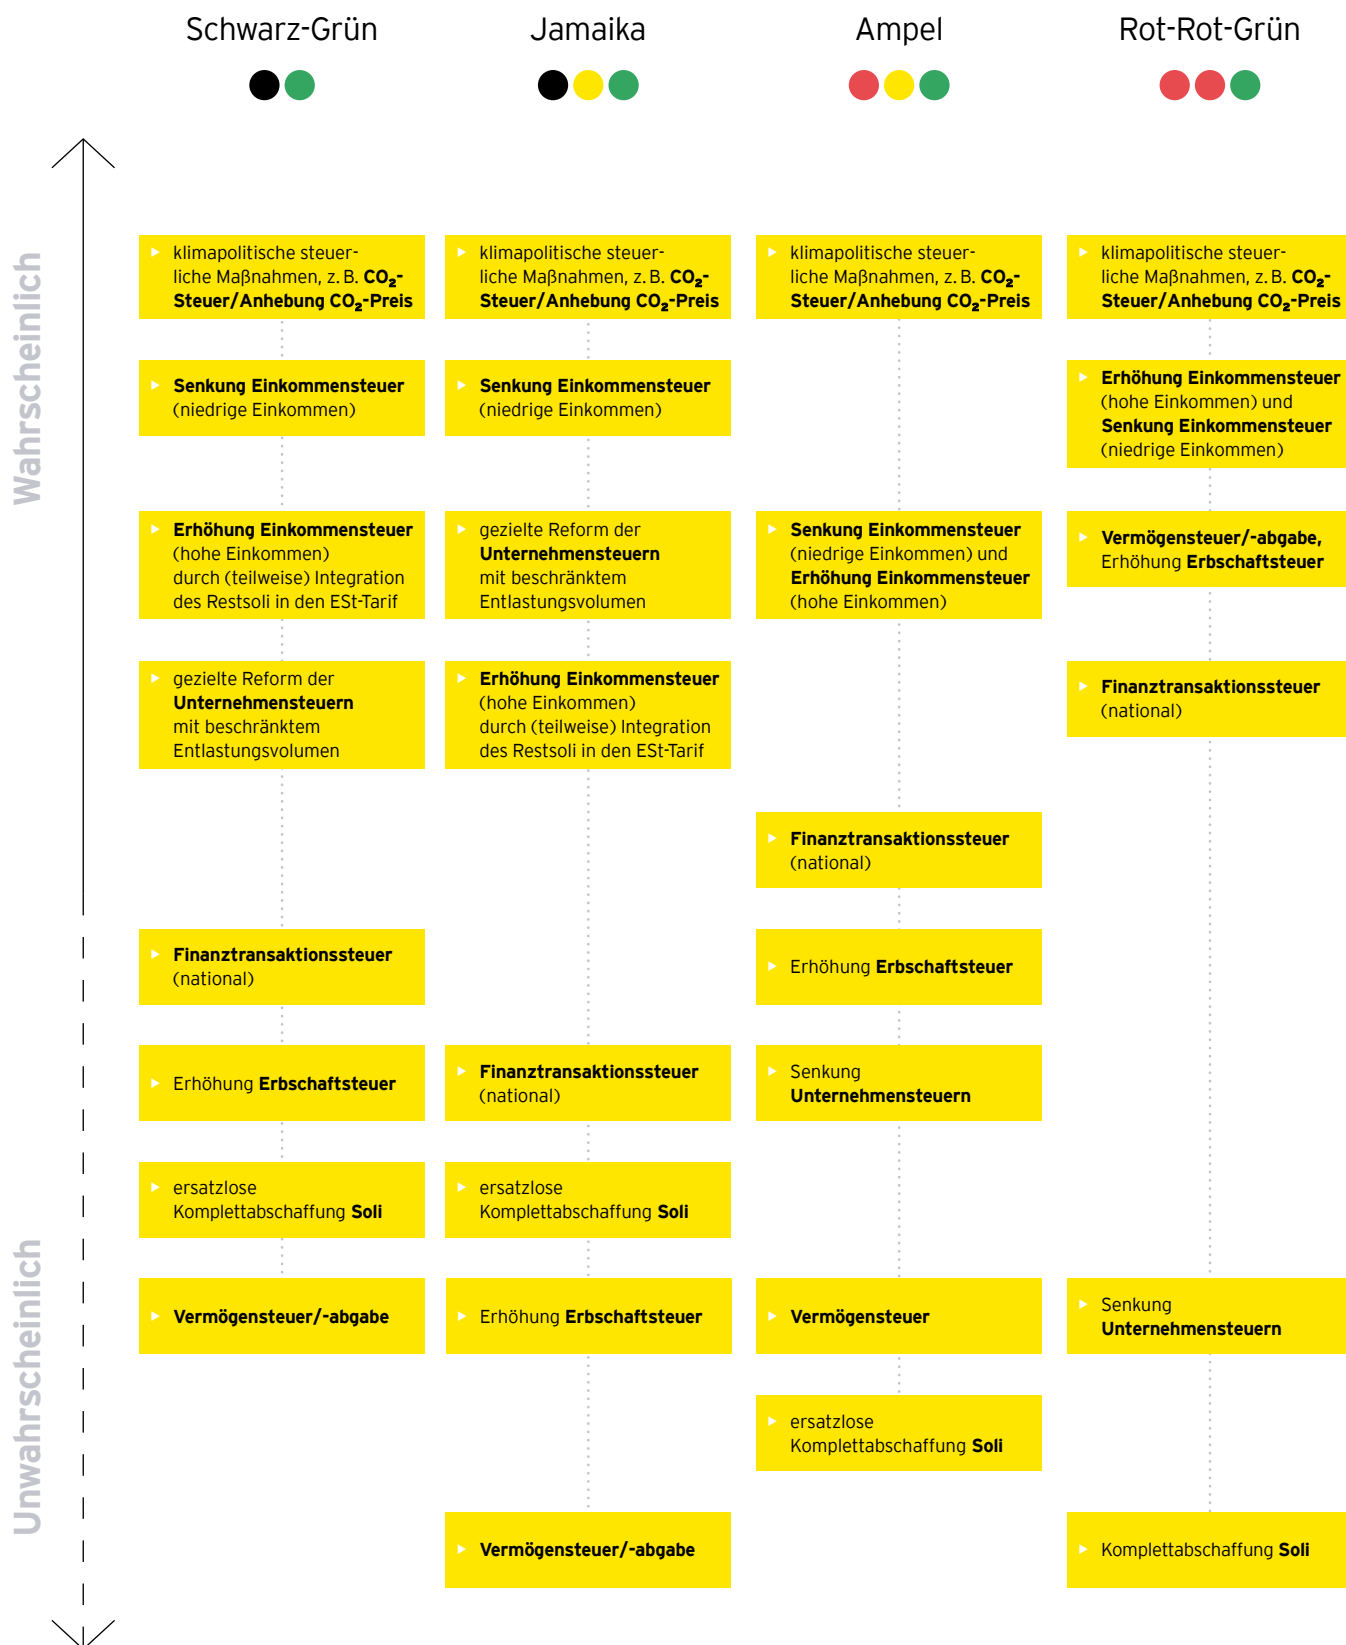 Schwarz-Grün
Jamaika
Ampel
Rot-Rot-Grün
Wahrscheinlich
Unwahrscheinlich
klimapolitische steuer-
liche Maßnahmen, z. B. CO₂-
Steuer/Anhebung CO₂-Preis
Senkung Einkommensteuer
(niedrige Einkommen)
Erhöhung Einkommensteuer
(hohe Einkommen)
durch (teilweise) Integration
des Restsoli in den ESt-Tarif
gezielte Reform der
Unternehmensteuern
mit beschränktem
Entlastungsvolumen
Finanztransaktionssteuer
(national)
Erhöhung Erbschaftsteuer
ersatzlose
Komplettabschaffung Soli
Vermögensteuer/-abgabe
klimapolitische steuer-
liche Maßnahmen, z. B. CO₂-
Steuer/Anhebung CO₂-Preis
Senkung Einkommensteuer
(niedrige Einkommen)
gezielte Reform der
Unternehmensteuern
mit beschränktem
Entlastungsvolumen
Erhöhung Einkommensteuer
(hohe Einkommen)
durch (teilweise) Integration
des Restsoli in den ESt-Tarif
Finanztransaktionssteuer
(national)
ersatzlose
Komplettabschaffung Soli
Erhöhung Erbschaftsteuer
Vermögensteuer/-abgabe
klimapolitische steuer-
liche Maßnahmen, z. B. CO₂-
Steuer/Anhebung CO₂-Preis
Senkung Einkommensteuer
(niedrige Einkommen) und
Erhöhung Einkommensteuer
(hohe Einkommen)
Finanztransaktionssteuer
(national)
Erhöhung Erbschaftsteuer
Senkung
Unternehmensteuern
Vermögensteuer
ersatzlose
Komplettabschaffung Soli
klimapolitische steuer-
liche Maßnahmen, z. B. CO₂-
Steuer/Anhebung CO₂-Preis
Erhöhung Einkommensteuer
(hohe Einkommen) und
Senkung Einkommensteuer
(niedrige Einkommen)
Vermögensteuer/-abgabe,
Erhöhung Erbschaftsteuer
Finanztransaktionssteuer
(national)
Senkung
Unternehmensteuern
Komplettabschaffung Soli